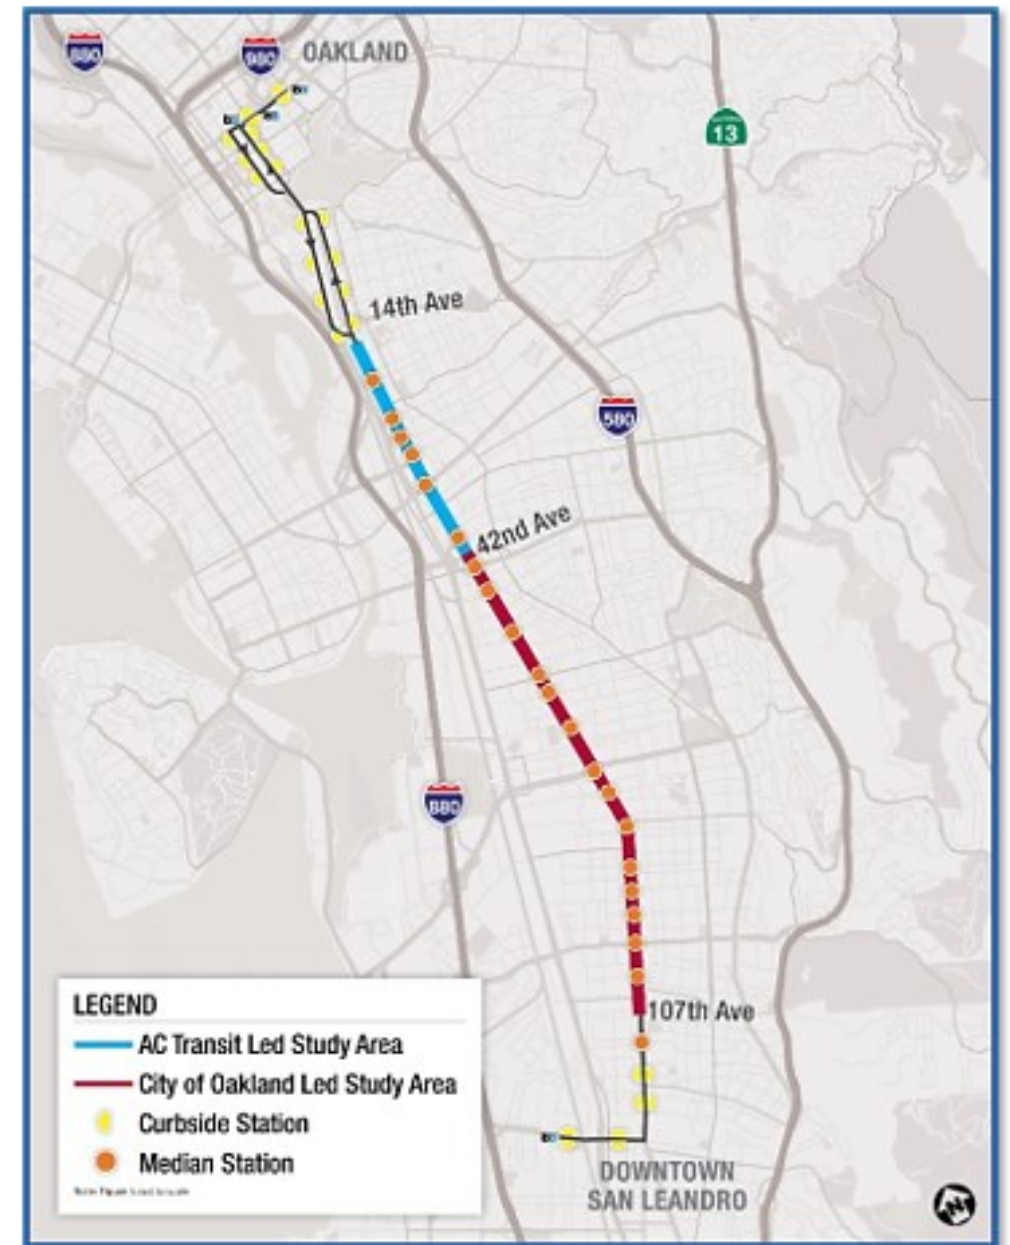 880
980
OAKLAND
13
14th Ave
580
42nd Ave
880
107th Ave
LEGEND
AC Transit Led Study Area
City of Oakland Led Study Area
Curbside Station
Median Station
DOWNTOWN
SAN LEANDRO
N